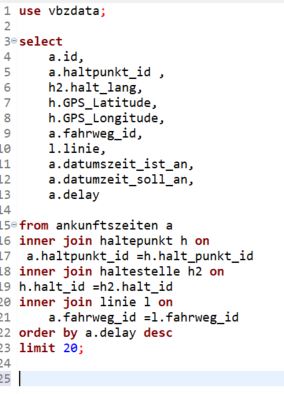 1 use vbzdata;
2
3 select
4 a.id,
5 a.haltpunkt_id ,
6 h2.halt_lang,
7 h.GPS_Latitude,
8 h.GPS_Longitude,
9 a.fahrweg_id,
10 l.linie,
11 a.datumszeit_ist_an,
12 a.datumzeit_soll_an,
13 a.delay
14
15 from ankunftszeiten a
16 inner join haltepunkt h on
17 a.haltpunkt_id =h.halt_punkt_id
18 inner join haltestelle h2 on
19 h.halt_id =h2.halt_id
20 inner join linie l on
21 a.fahrweg_id =l.fahrweg_id
22 order by a.delay desc
23 limit 20;
24
25